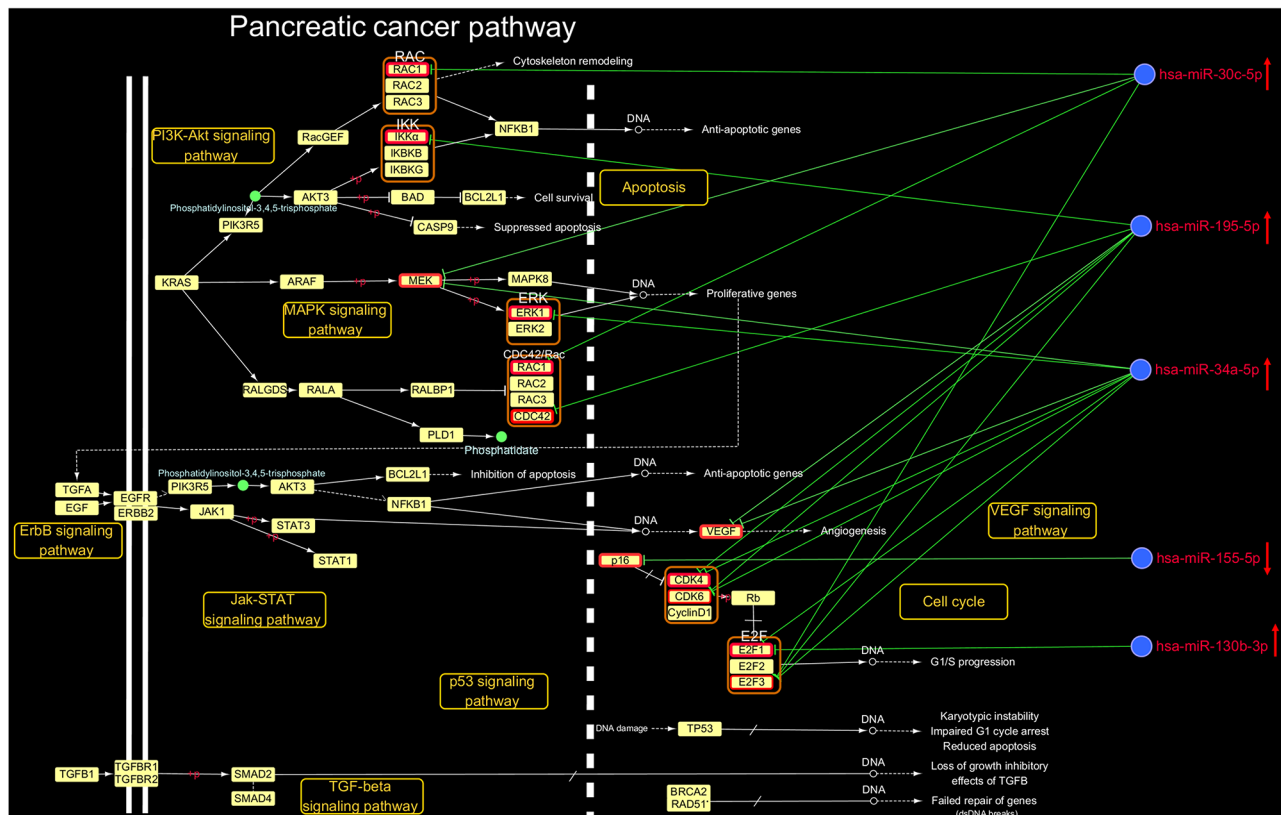 Pancreatic cancer pathway
RAC
RAC1
RAC2
RAC3
Cytoskeleton remodeling
hsa-miR-30c-5p
PI3K-Akt signaling
pathway
RacGEF
IKK
IKKα
IKBKB
IKBKG
NFKB1
DNA
Anti-apoptotic genes
Apoptosis
+p
AKT3
+p
BAD
BCL2L1
Cell survival
Phosphatidylinositol-3,4,5-trisphosphate
+p
PIK3R5
CASP9
Suppressed apoptosis
hsa-miR-195-5p
KRAS
ARAF
+p
MEK
+p
MAPK8
DNA
Proliferative genes
+p
ERK
ERK1
ERK2
MAPK signaling
pathway
CDC42/Rac
RAC1
RAC2
RAC3
CDC42
hsa-miR-34a-5p
RALGDS
RALA
RALBP1
PLD1
Phosphatidate
Phosphatidylinositol-3,4,5-trisphosphate
TGFA
EGF
EGFR
ERBB2
PIK3R5
AKT3
BCL2L1
Inhibition of apoptosis
DNA
Anti-apoptotic genes
NFKB1
JAK1
+p
STAT3
+p
STAT1
DNA
VEGF
Angiogenesis
VEGF signaling
pathway
ErbB signaling
pathway
p16
hsa-miR-155-5p
CDK4
CDK6
CyclinD1
+p
Rb
Cell cycle
Jak-STAT
signaling pathway
E2F
E2F1
E2F2
E2F3
DNA
G1/S progression
hsa-miR-130b-3p
p53 signaling
pathway
DNA damage
TP53
DNA
Karyotypic instability
Impaired G1 cycle arrest
Reduced apoptosis
TGFB1
TGFBR1
TGFBR2
+p
SMAD2
SMAD4
TGF-beta
signaling pathway
DNA
Loss of growth inhibitory
effects of TGFB
BRCA2
RAD51
DNA
Failed repair of genes
(dsDNA breaks)